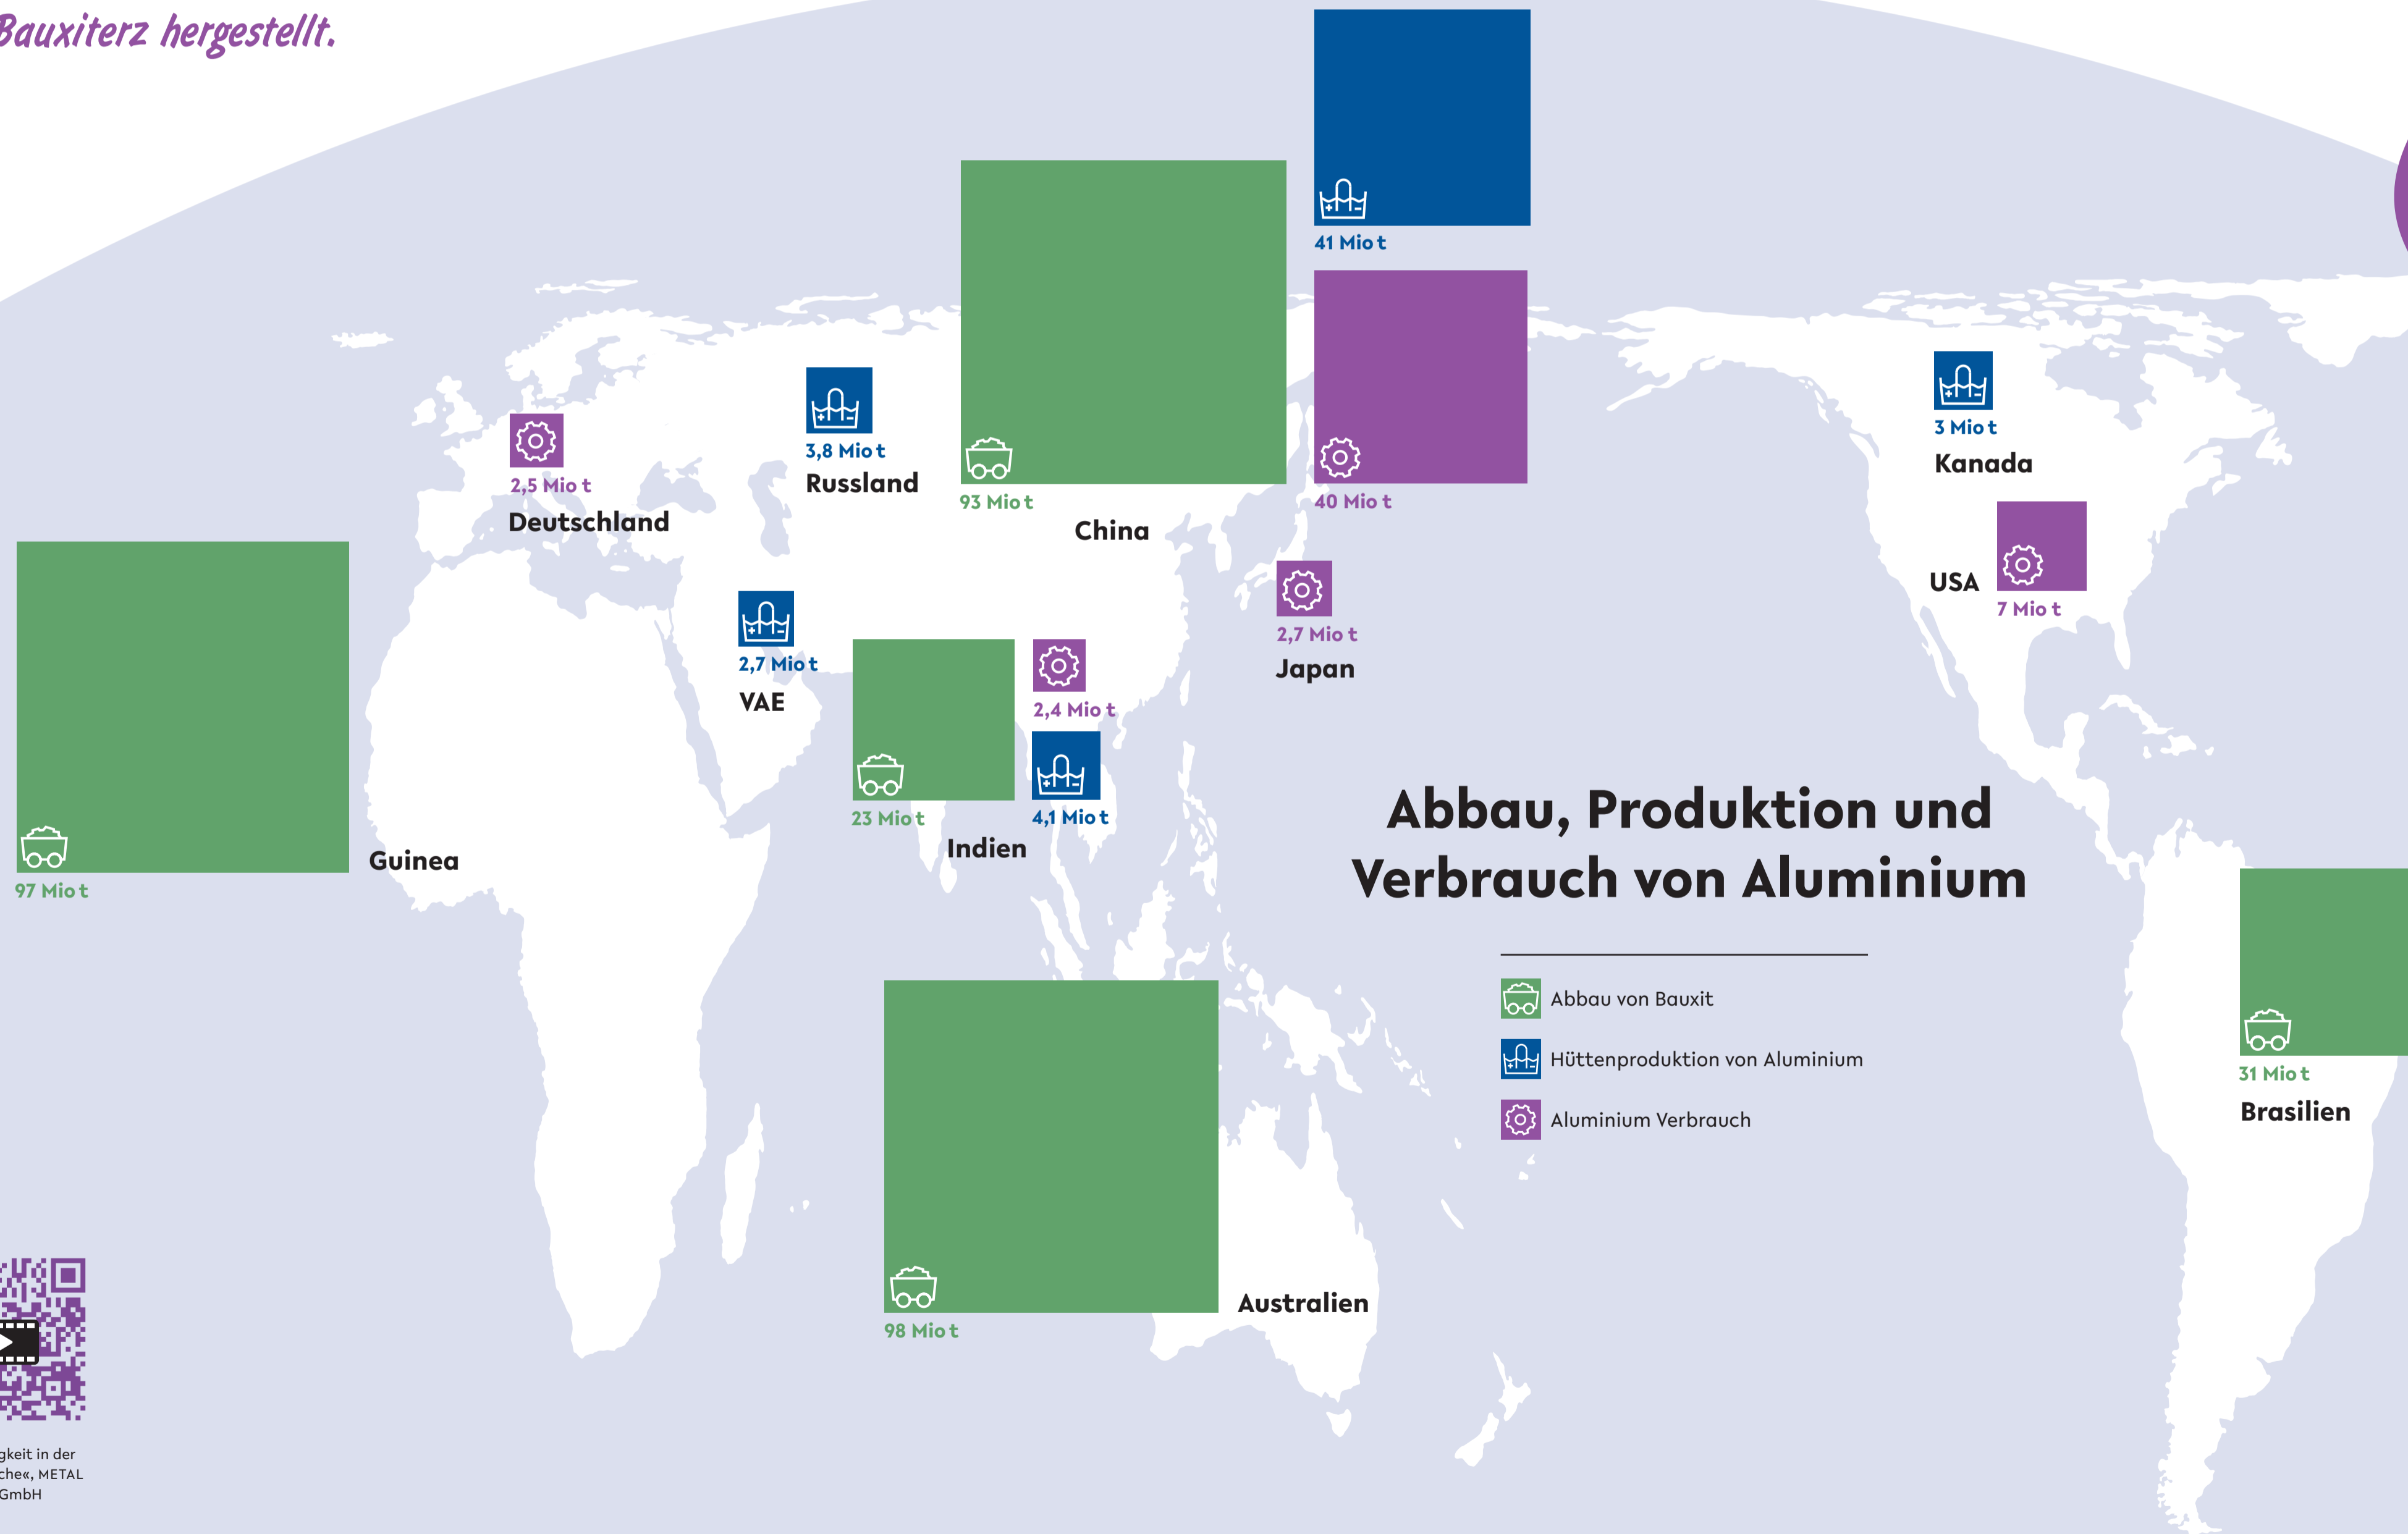 Bauxiterz hergestellt.
41 Mio t
93 Mio t
40 Mio t
China
3,8 Mio t
Russland
2,5 Mio t
Deutschland
3 Mio t
Kanada
USA
7 Mio t
2,7 Mio t
Japan
2,7 Mio t
VAE
2,4 Mio t
23 Mio t
4,1 Mio t
Indien
Guinea
97 Mio t
Abbau, Produktion und
Verbrauch von Aluminium
Abbau von Bauxit
Hüttenproduktion von Aluminium
Aluminium Verbrauch
31 Mio t
Brasilien
Australien
98 Mio t
gkeit in der
che«, METAL
GmbH